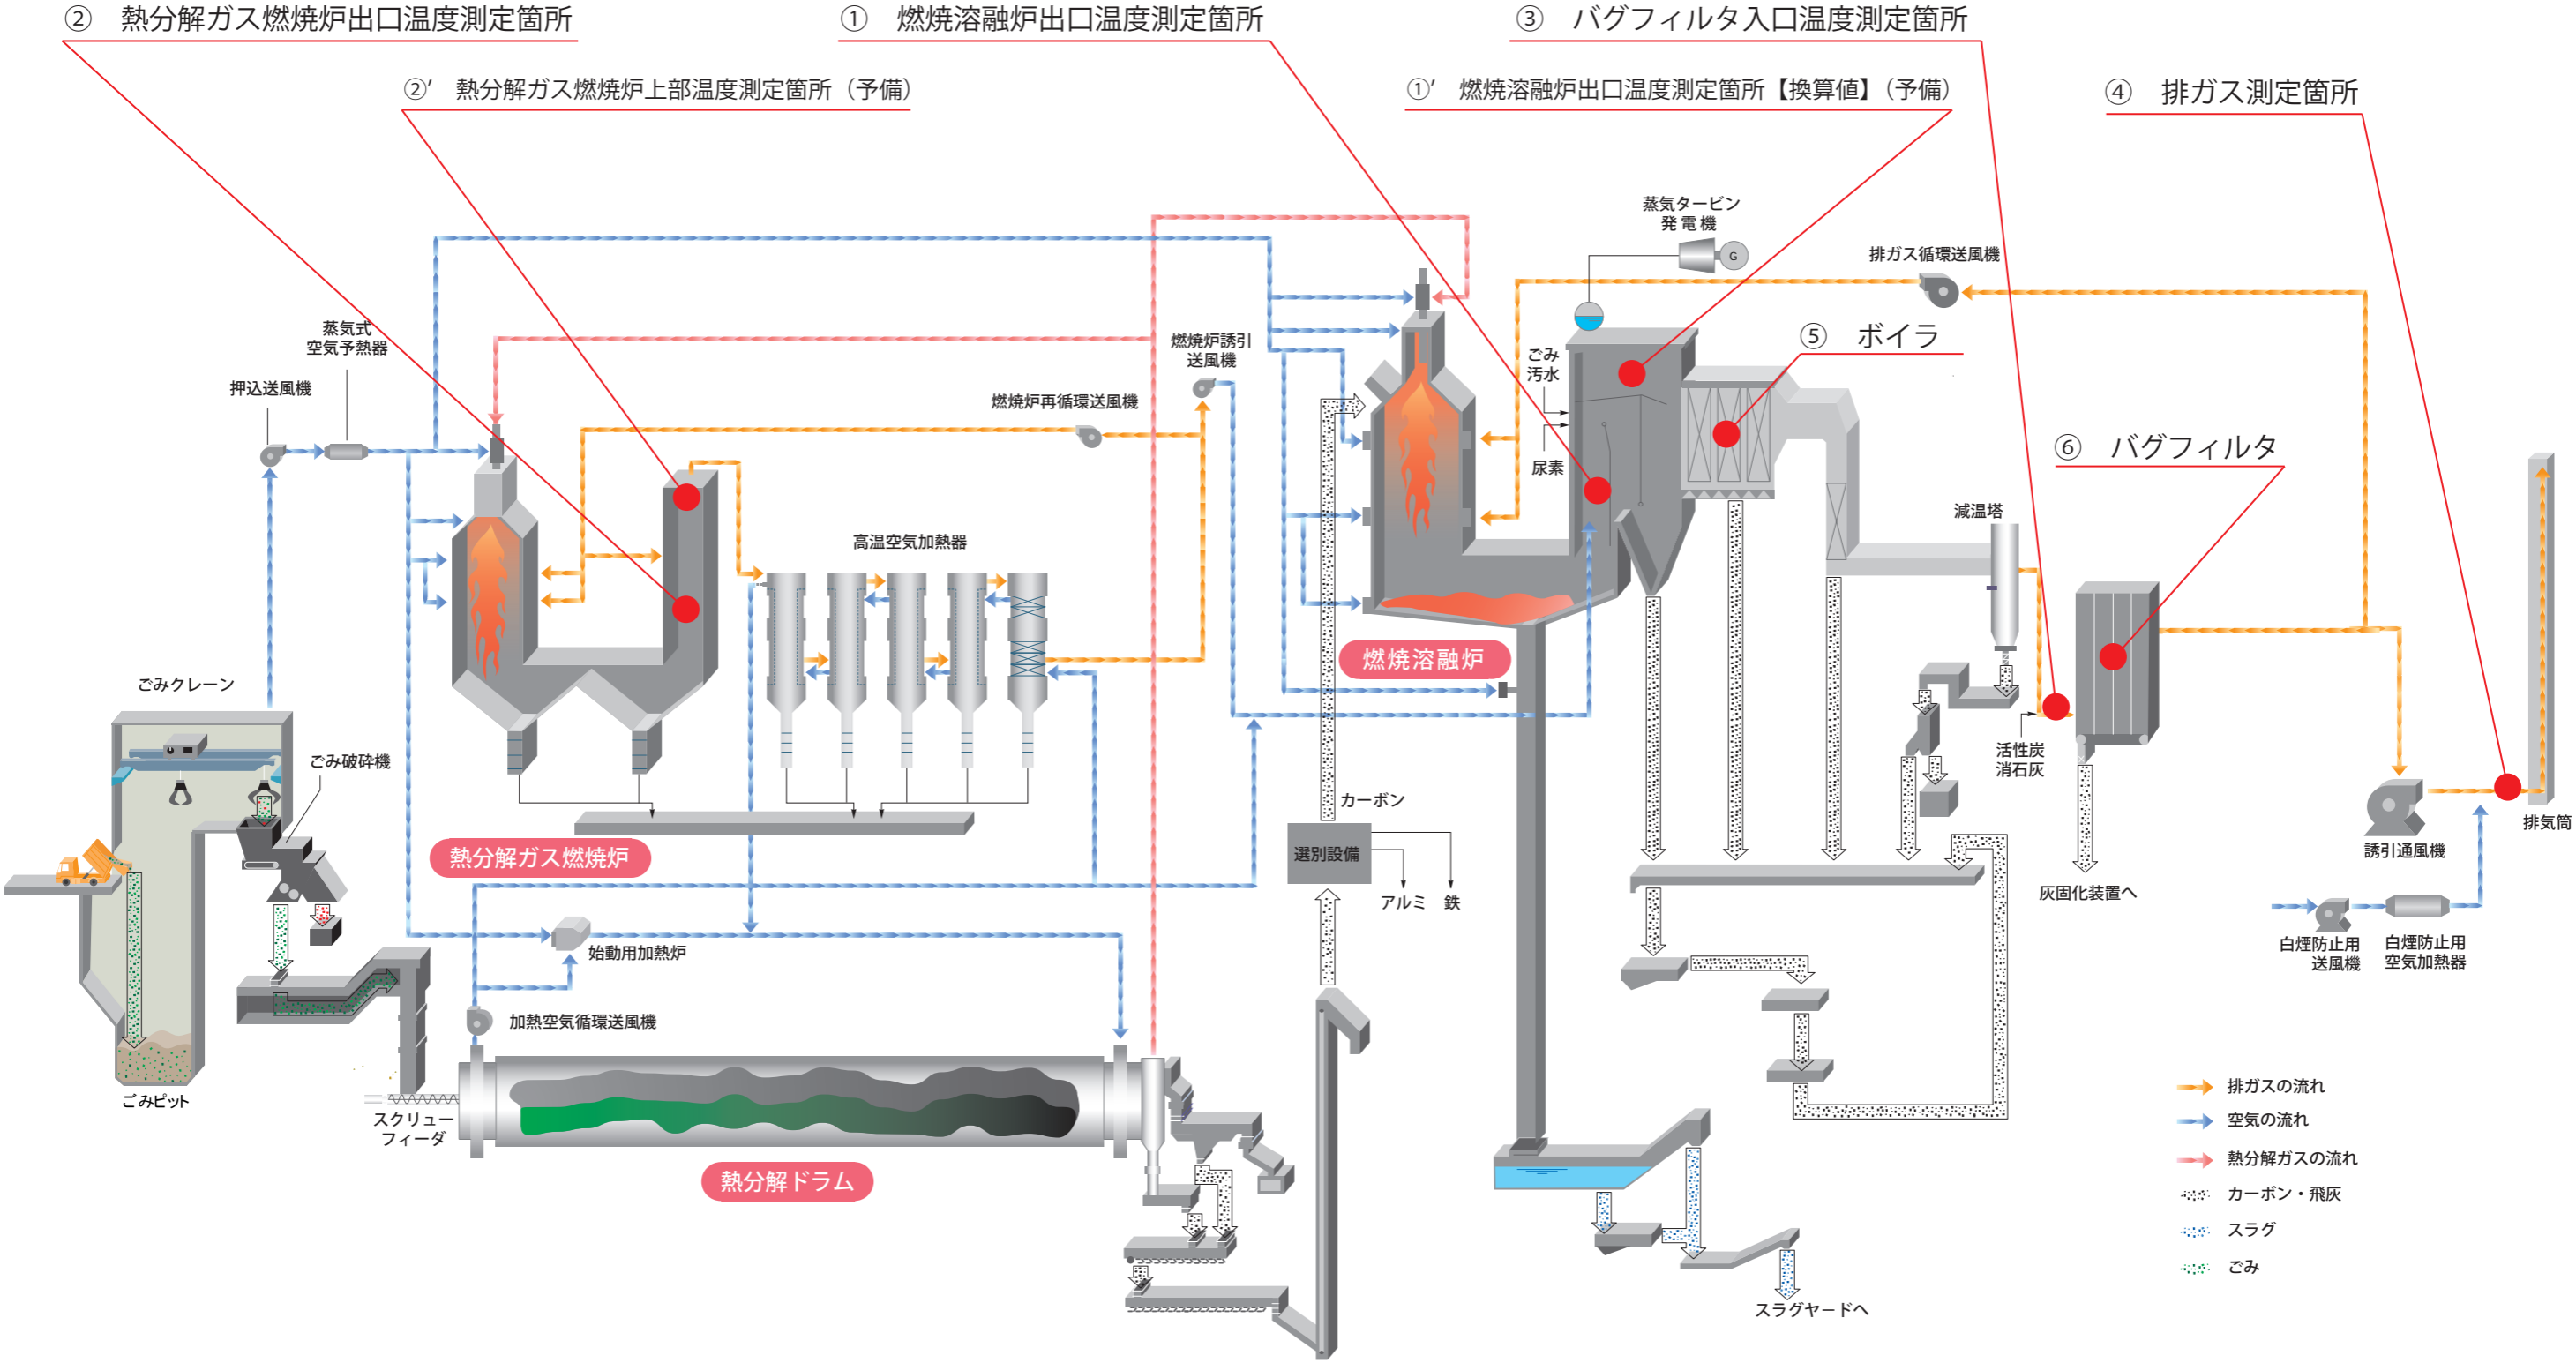 ② 熱分解ガス燃焼炉出口温度測定箇所
① 燃焼溶融炉出口温度測定箇所
③ バグフィルタ入口温度測定箇所
②' 熱分解ガス燃焼炉上部温度測定箇所（予備）
①' 燃焼溶融炉出口温度測定箇所【換算値】（予備）
④ 排ガス測定箇所
蒸気タービン
発電機
G
排ガス循環送風機
蒸気式
空気予熱器
押込送風機
燃焼炉誘引
送風機
燃焼炉再循環送風機
ごみ
汚水
尿素
⑤ ボイラ
⑥ バグフィルタ
減温塔
高温空気加熱器
燃焼溶融炉
ごみクレーン
ごみ破砕機
活性炭
消石灰
カーボン
選別設備
アルミ
鉄
排気筒
誘引通風機
熱分解ガス燃焼炉
灰固化装置へ
始動用加熱炉
白煙防止用
送風機
白煙防止用
空気加熱器
加熱空気循環送風機
ごみピット
スクリュー
フィーダ
熱分解ドラム
排ガスの流れ
空気の流れ
熱分解ガスの流れ
カーボン・飛灰
スラグ
ごみ
スラグヤードへ